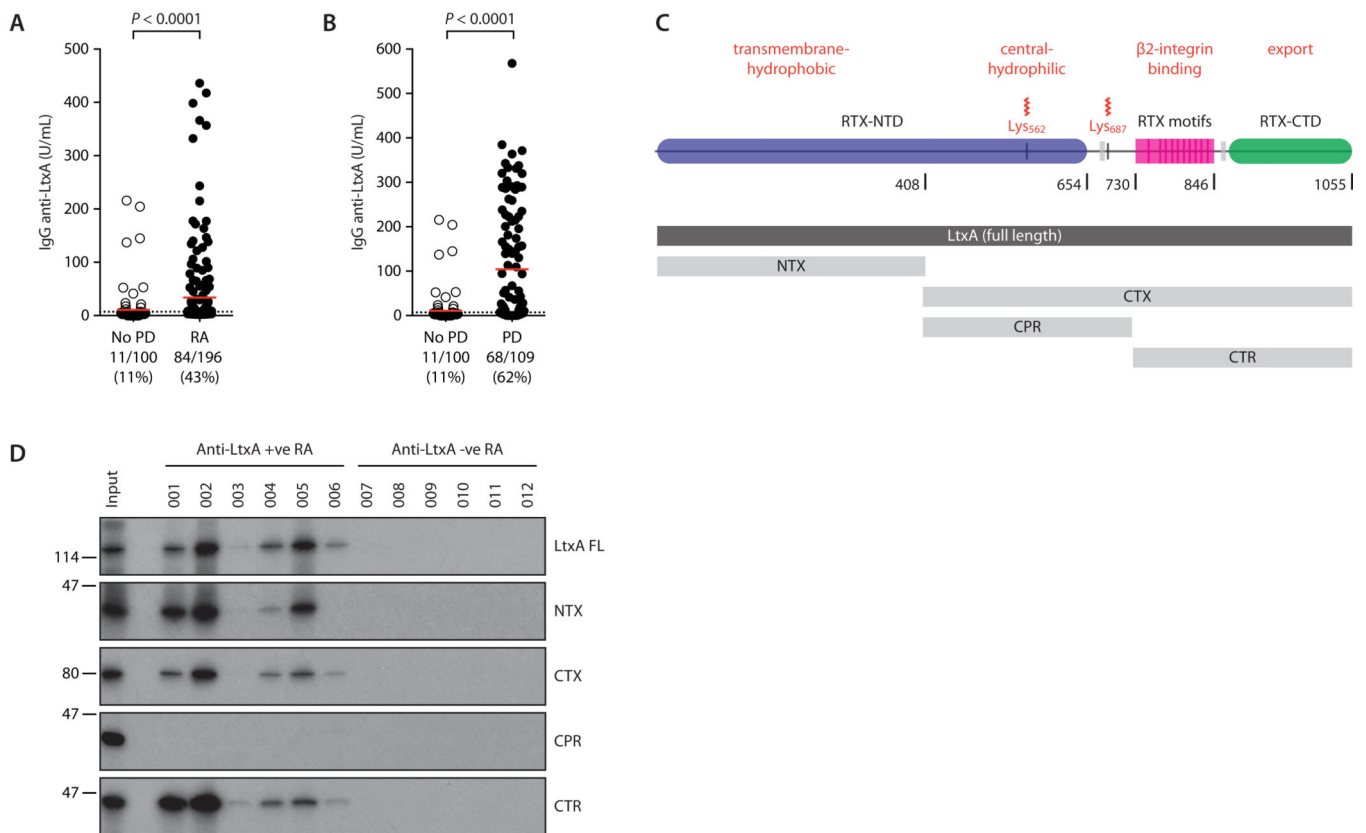 A
P < 0.0001
IgG anti-LtxA (U/mL)
500
400
300
200
100
0
No PD
11/100
(11%)
RA
84/196
(43%)
B
P < 0.0001
IgG anti-LtxA (U/mL)
600
500
400
300
200
100
0
No PD
11/100
(11%)
PD
68/109
(62%)
C
transmembrane-
hydrophobic
central-
hydrophilic
β2-integrin
binding
export
RTX-NTD
Lys562
Lys687
RTX motifs
RTX-CTD
408
654
730
846
1055
LtxA (full length)
NTX
CTX
CPR
CTR
D
Anti-LtxA +ve RA
Anti-LtxA -ve RA
Input
001
002
003
004
005
006
007
008
009
010
011
012
114
LtxA FL
47
NTX
80
CTX
47
CPR
47
CTR